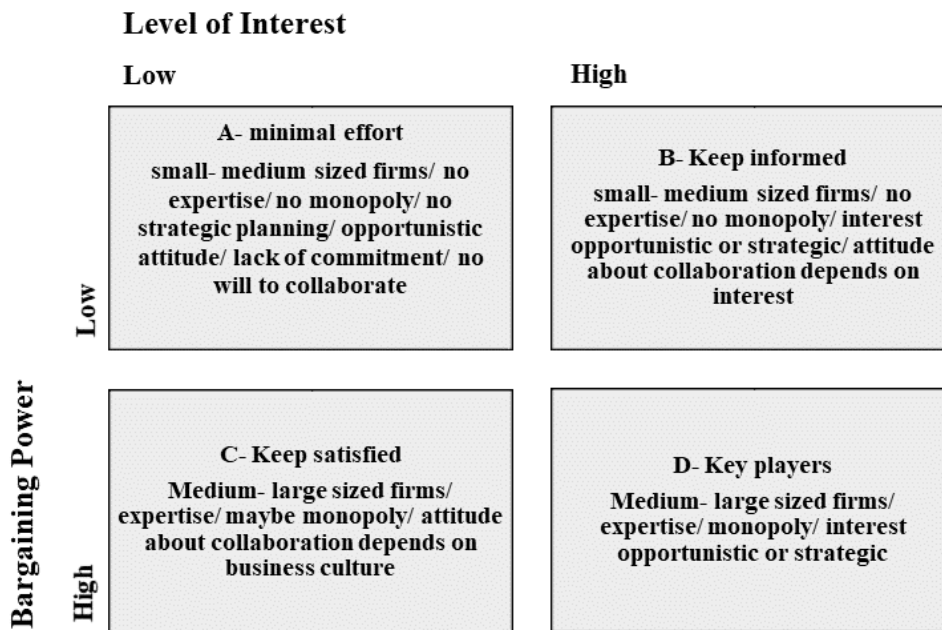 Level of Interest
Low
High
A- minimal effort
small- medium sized firms/ no
expertise/ no monopoly/ no
strategic planning/ opportunistic
attitude/ lack of commitment/ no
will to collaborate
B- Keep informed
small- medium sized firms/ no
expertise/ no monopoly/ interest
opportunistic or strategic/ attitude
about collaboration depends on
interest
Low
Bargaining Power
High
C- Keep satisfied
Medium- large sized firms/
expertise/ maybe monopoly/ attitude
about collaboration depends on
business culture
D- Key players
Medium- large sized firms/
expertise/ monopoly/ interest
opportunistic or strategic